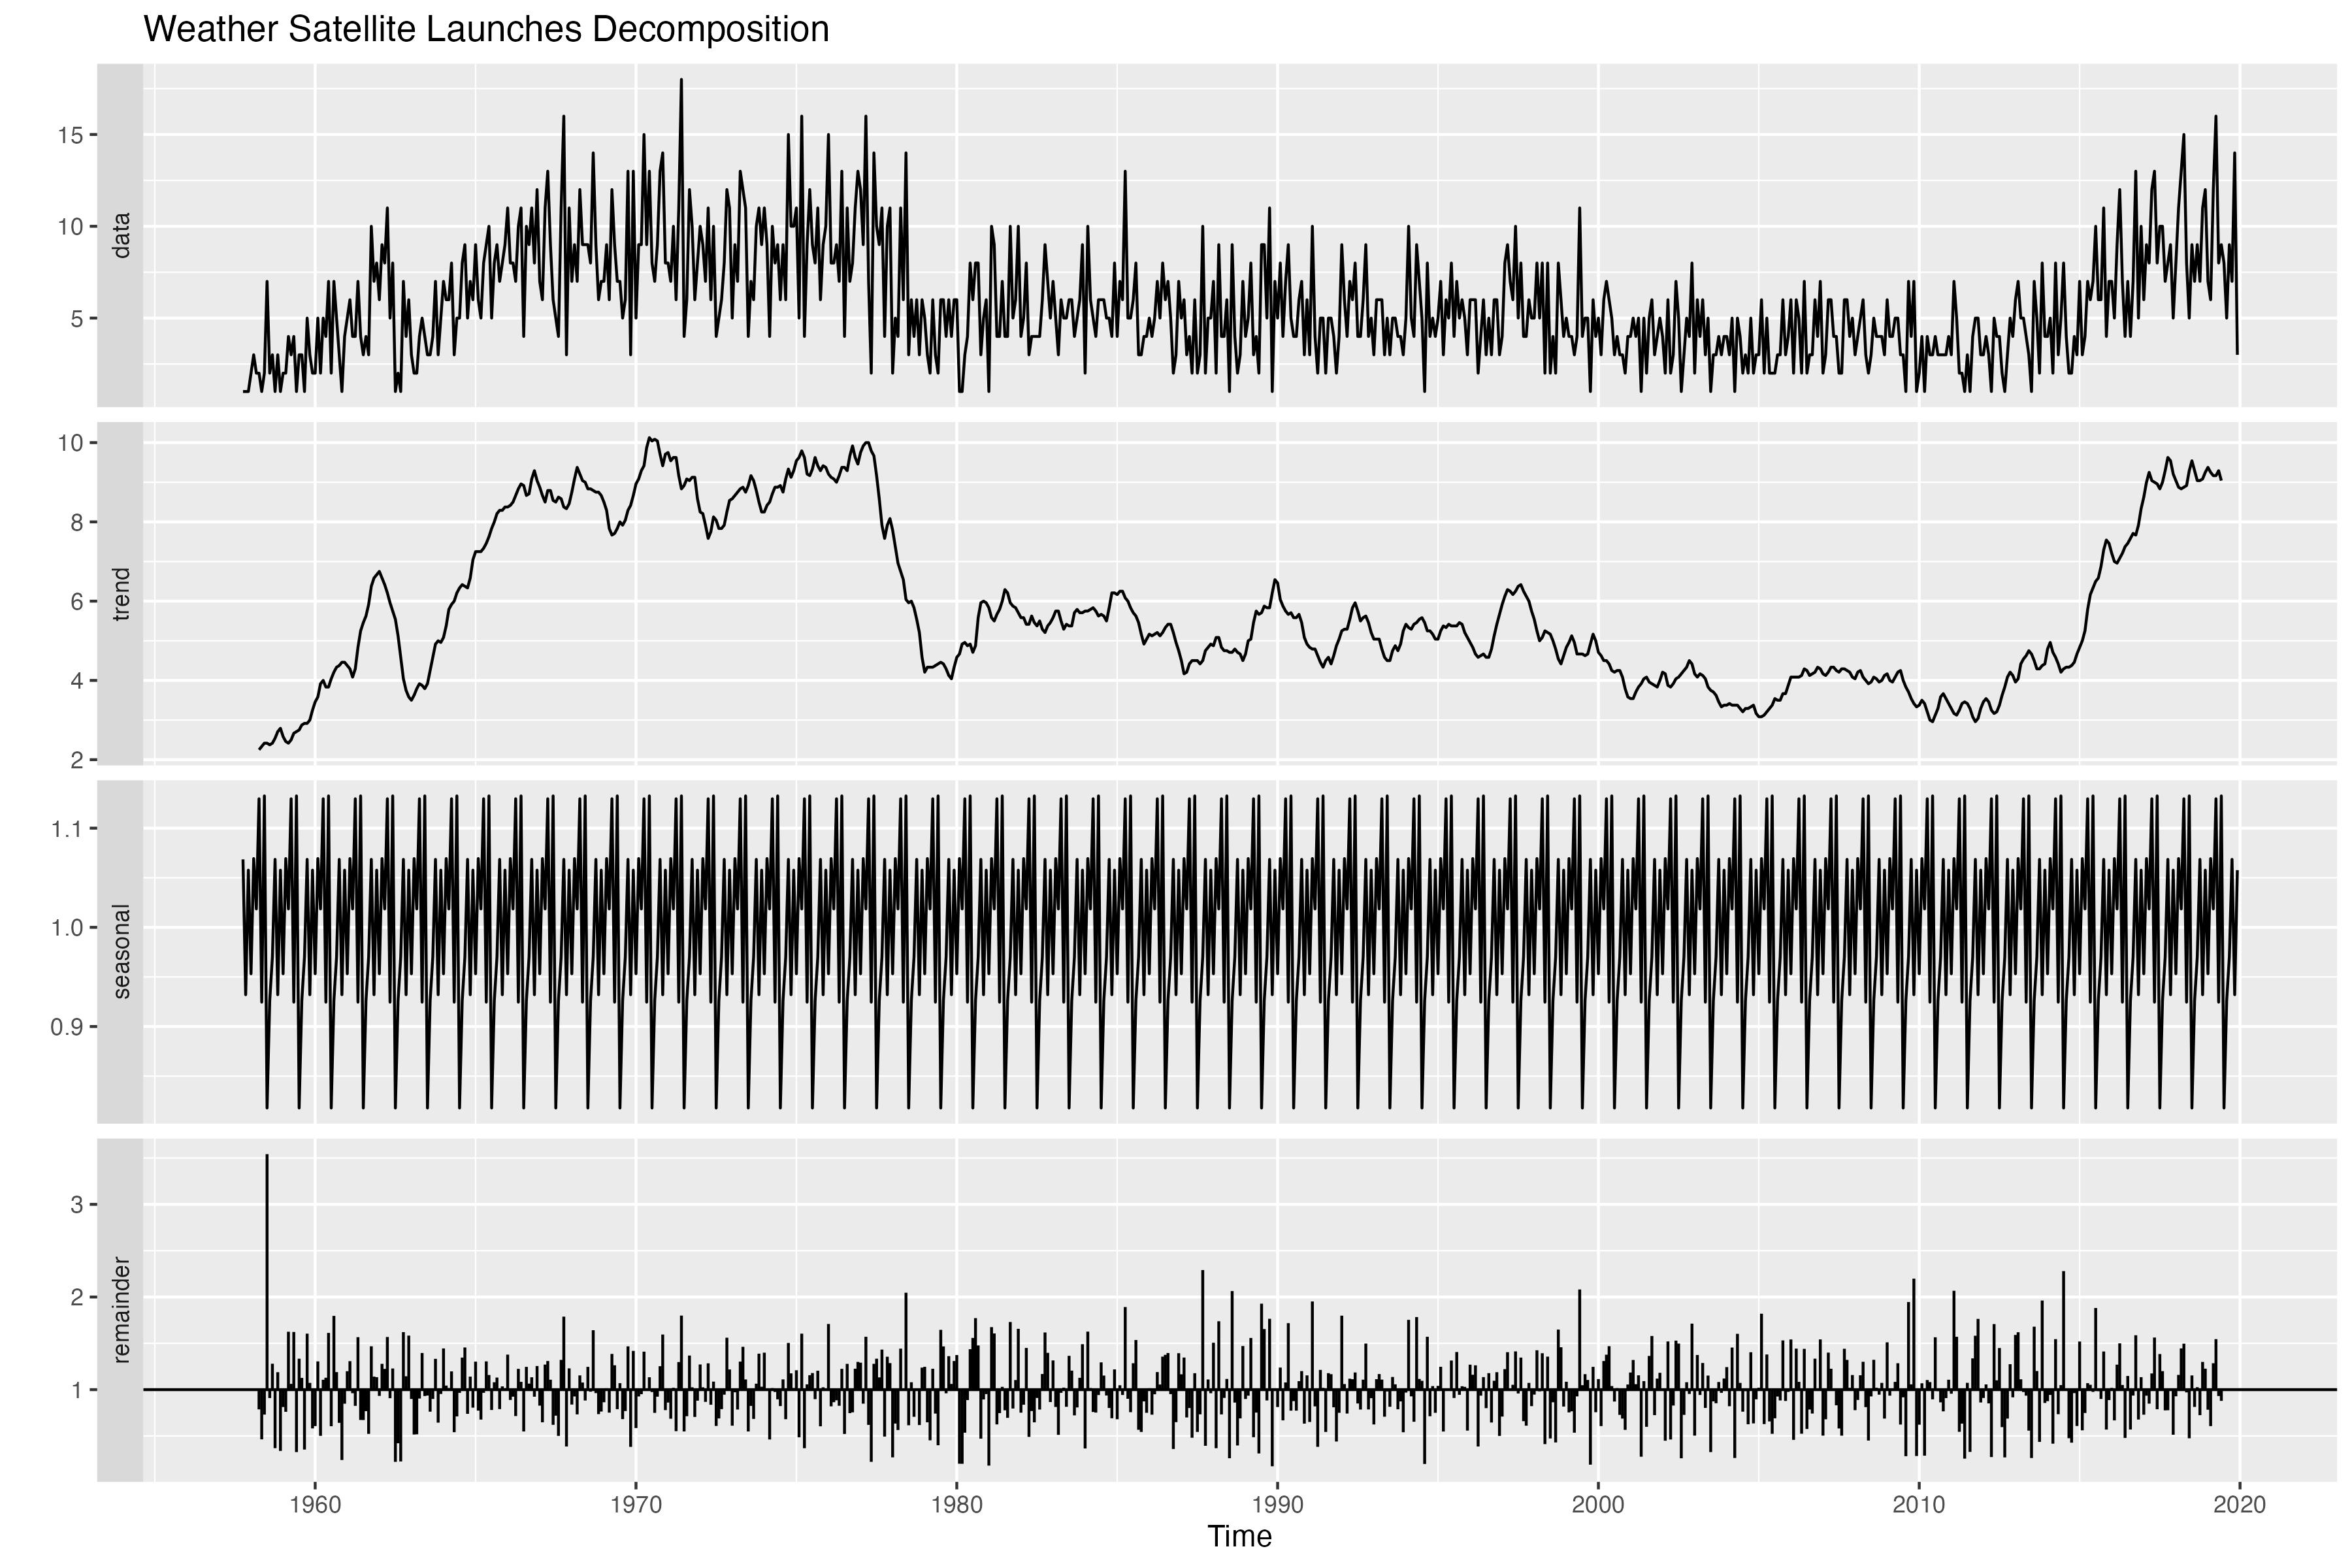 Weather Satellite Launches Decomposition
15
10
5
data
10
8
6
4
2
trend
1.1
1.0
0.9
seasonal
3
2
1
remainder
1960 1970 1980 1990 2000 2010 2020
Time